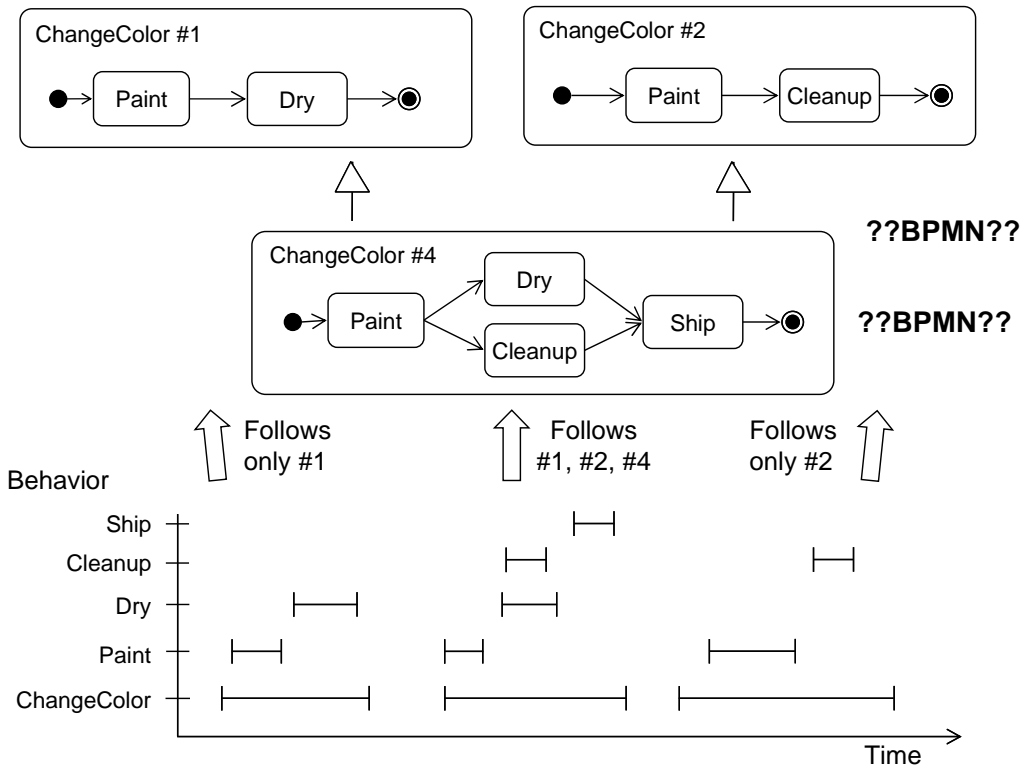 ChangeColor #1
Paint
Dry
ChangeColor #2
Paint
Cleanup
??BPMN??
ChangeColor #4
Dry
Paint
Ship
Cleanup
??BPMN??
Follows
only #1
Follows
#1, #2, #4
Follows
only #2
Behavior
Ship
Cleanup
Dry
Paint
ChangeColor
Time